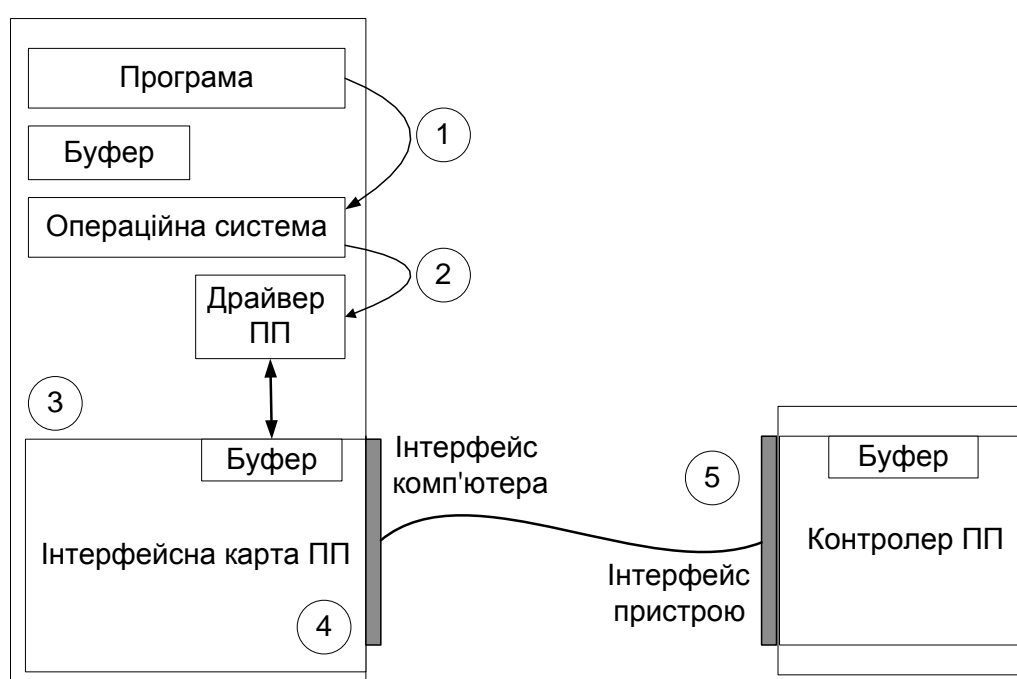 Програма
1
Буфер
Операційна система
2
Драйвер
ПП
3
Буфер
Інтерфейс
комп'ютера
5
Буфер
Інтерфейсна карта ПП
Контролер ПП
Інтерфейс
пристрою
4